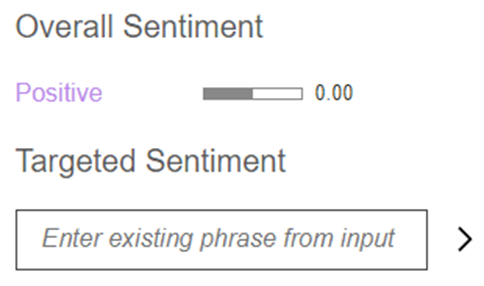 Overall Sentiment
Positive 0.00
Targeted Sentiment
Enter existing phrase from input